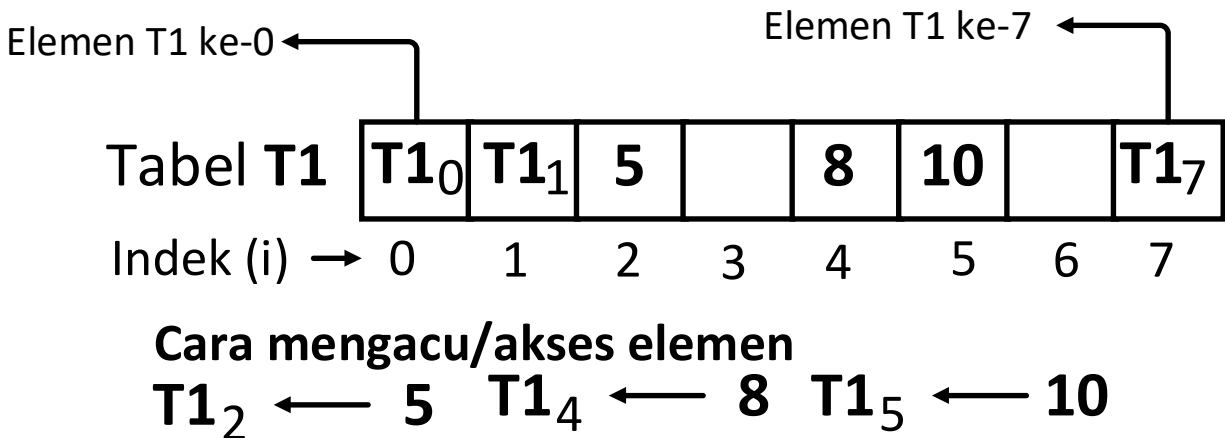 Elemen T1 ke-0 Elemen T1 ke-7
Tabel T1 T1₀ T1₁ 5 8 10 T1₇
Indek (i) → 0 1 2 3 4 5 6 7
Cara mengacu/akses elemen
T1₂ ← 5 T1₄ ← 8 T1₅ ← 10